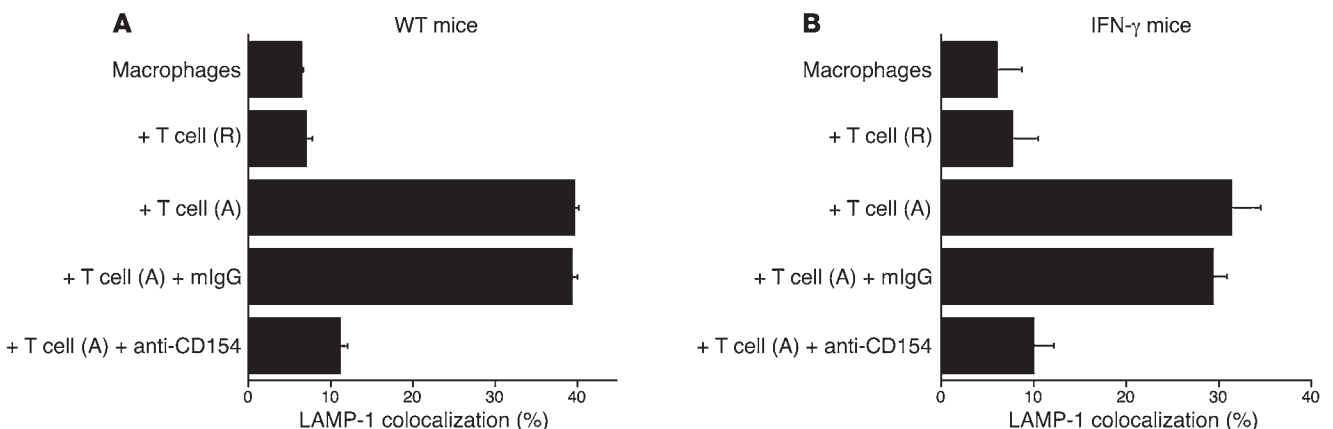 A
WT mice
Macrophages
+ T cell (R)
+ T cell (A)
+ T cell (A) + mIgG
+ T cell (A) + anti-CD154
0 10 20 30 40
LAMP-1 colocalization (%)
B
IFN-γ mice
Macrophages
+ T cell (R)
+ T cell (A)
+ T cell (A) + mIgG
+ T cell (A) + anti-CD154
0 10 20 30 40
LAMP-1 colocalization (%)